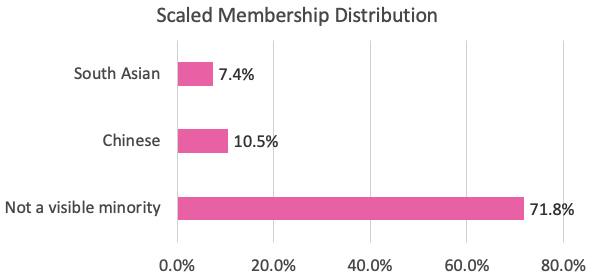 Scaled Membership Distribution
South Asian 7.4%
Chinese 10.5%
Not a visible minority 71.8%
0.0% 20.0% 40.0% 60.0% 80.0%